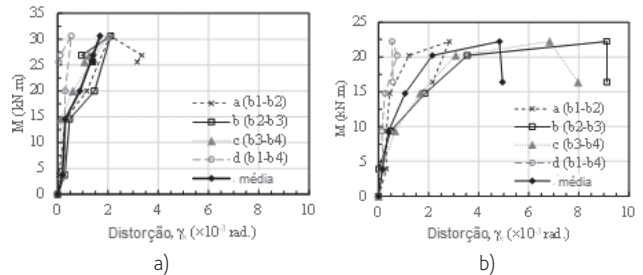 a)
35
30
25
20
15
10
5
0
M (kN.m)
a (b1-b2)
b (b2-b3)
c (b3-b4)
d (b1-b4)
média
0 2 4 6 8 10
Distorção, γ (×10⁻³ rad.)
a)
b)
25
20
15
10
5
0
M (kN.m)
a (b1-b2)
b (b2-b3)
c (b3-b4)
d (b1-b4)
média
0 2 4 6 8 10
Distorção, γ (×10⁻³ rad.)
b)